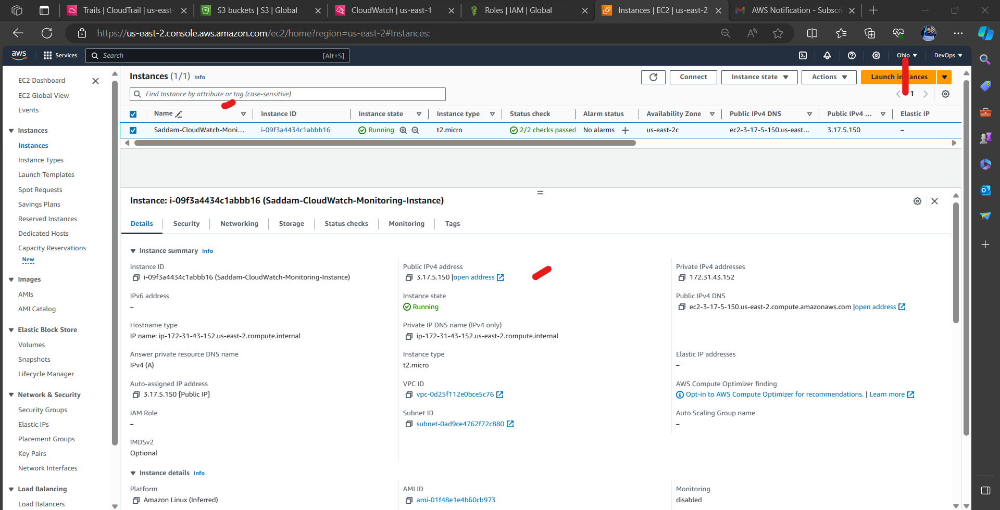 Trails | CloudTrail | us-east-
S3 buckets | S3 | Global
CloudWatch | us-east-1
Roles | IAM | Global
Instances | EC2 | us-east-2
AWS Notification - Subscri
https://us-east-2.console.aws.amazon.com/ec2/home?region=us-east-2#Instances:
aws
Services
Search
[Alt+S]
Ohio
DevOps
EC2 Dashboard
EC2 Global View
Events
Instances
Instances
Instance Types
Launch Templates
Spot Requests
Savings Plans
Reserved Instances
Dedicated Hosts
Capacity Reservations
New
Images
AMIs
AMI Catalog
Elastic Block Store
Volumes
Snapshots
Lifecycle Manager
Network & Security
Security Groups
Elastic IPs
Placement Groups
Key Pairs
Network Interfaces
Load Balancing
Load Balancers
Instances (1/1) Info
Connect
Instance state
Actions
Launch instances
Find Instance by attribute or tag (case-sensitive)
1
Name Instance ID Instance state Instance type Status check Alarm status Availability Zone Public IPv4 DNS Public IPv4 ... Elastic IP
Saddam-CloudWatch-Moni... i-09f3a4434c1abbb16 Running t2.micro 2/2 checks passed No alarms + us-east-2c ec2-3-17-5-150.us-east... 3.17.5.150 –
Instance: i-09f3a4434c1abbb16 (Saddam-CloudWatch-Monitoring-Instance)
Details Security Networking Storage Status checks Monitoring Tags
Instance summary Info
Instance ID
i-09f3a4434c1abbb16 (Saddam-CloudWatch-Monitoring-Instance)
Public IPv4 address
3.17.5.150 |open address
Private IPv4 addresses
172.31.43.152
IPv6 address
–
Instance state
Running
Public IPv4 DNS
ec2-3-17-5-150.us-east-2.compute.amazonaws.com |open address
Hostname type
IP name: ip-172-31-43-152.us-east-2.compute.internal
Private IP DNS name (IPv4 only)
ip-172-31-43-152.us-east-2.compute.internal
Answer private resource DNS name
IPv4 (A)
Instance type
t2.micro
Elastic IP addresses
–
Auto-assigned IP address
3.17.5.150 [Public IP]
VPC ID
vpc-0d25f112e0bce5c76
AWS Compute Optimizer finding
Opt-in to AWS Compute Optimizer for recommendations. | Learn more
IAM Role
–
Subnet ID
subnet-0ad9ce4762f72c880
Auto Scaling Group name
–
IMDSv2
Optional
Instance details Info
Platform
Amazon Linux (Inferred)
AMI ID
ami-01f48e1e4b60cb973
Monitoring
disabled